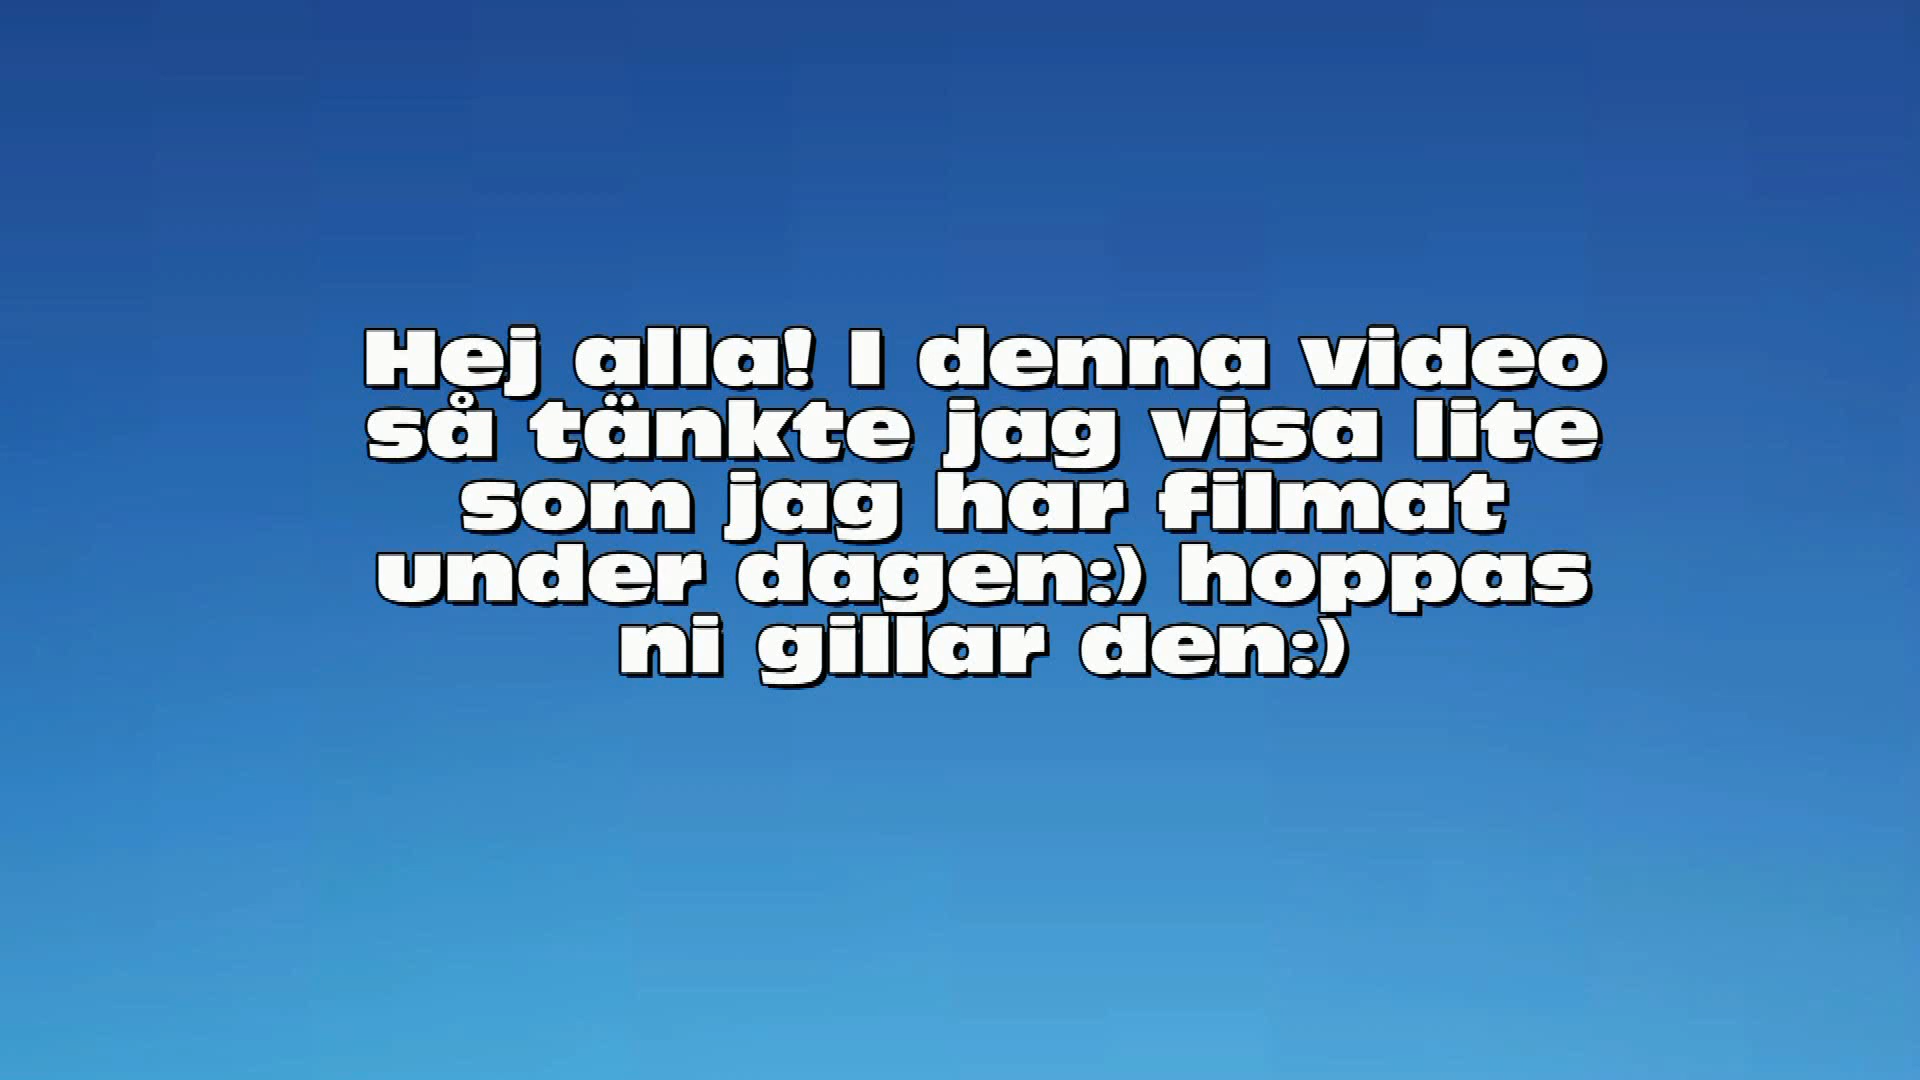 Hej alla! I denna video
så tänkte jag visa lite
som jag har filmat
under dagen:) hoppas
ni gillar den:)